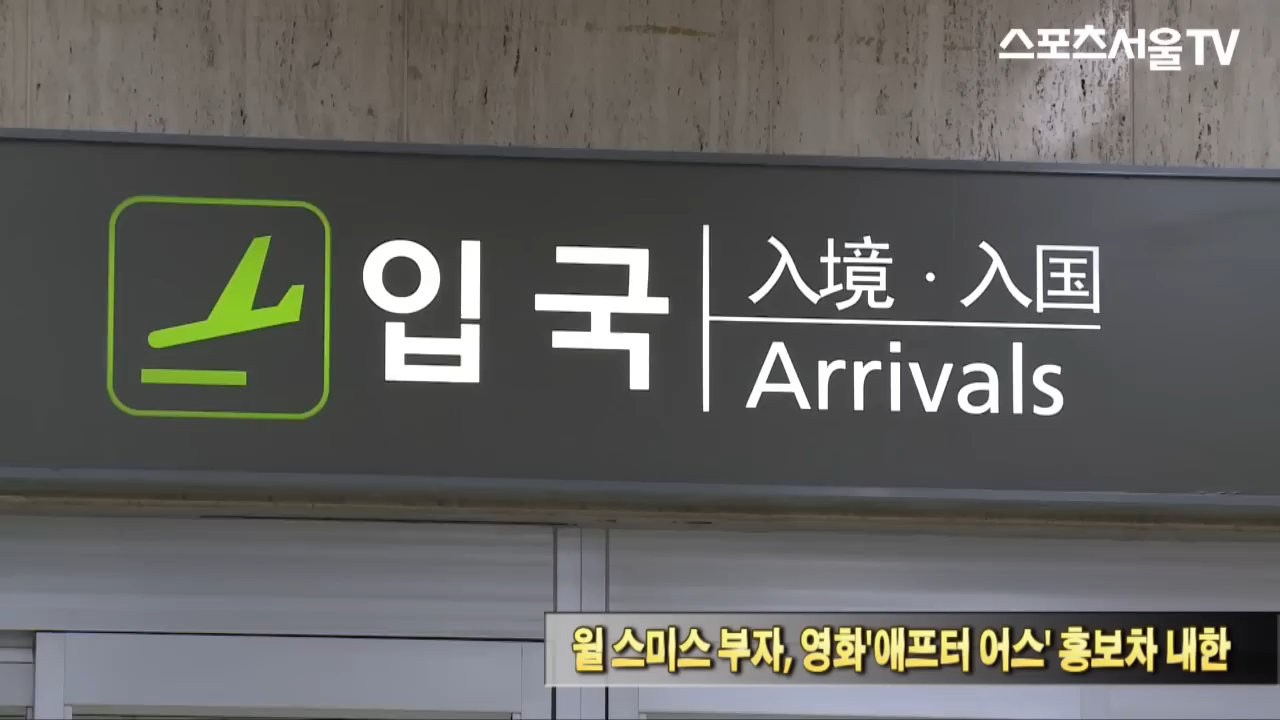 스포츠서울TV
입국
入境 · 入国
Arrivals
윌 스미스 부자, 영화'애프터 어스' 홍보차 내한